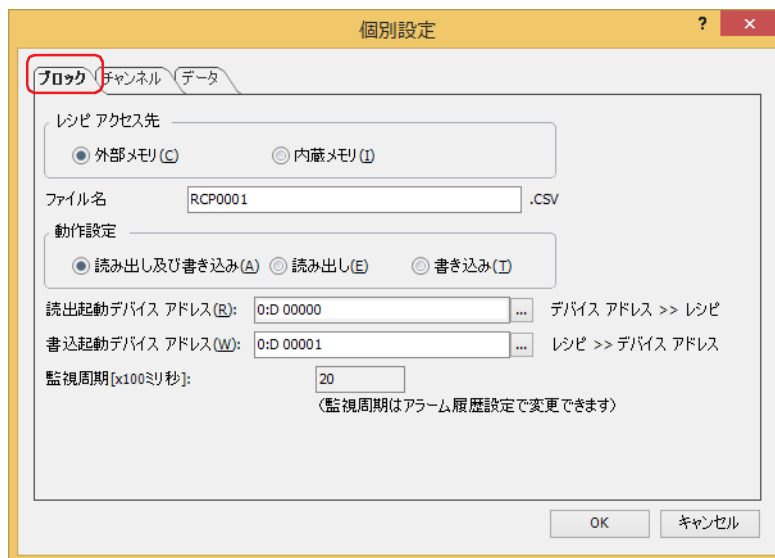 個別設定
? ×
ブロック チャンネル データ
レシピ アクセス先
外部メモリ(C) 内蔵メモリ(I)
ファイル名 RCP0001 .CSV
動作設定
読み出し及び書き込み(A) 読み出し(E) 書き込み(T)
読出起動デバイス アドレス(R): 0:D 00000 ... デバイス アドレス >> レシピ
書込起動デバイス アドレス(W): 0:D 00001 ... レシピ >> デバイス アドレス
監視周期[x100ミリ秒]: 20
(監視周期はアラーム履歴設定で変更できます)
OK キャンセル